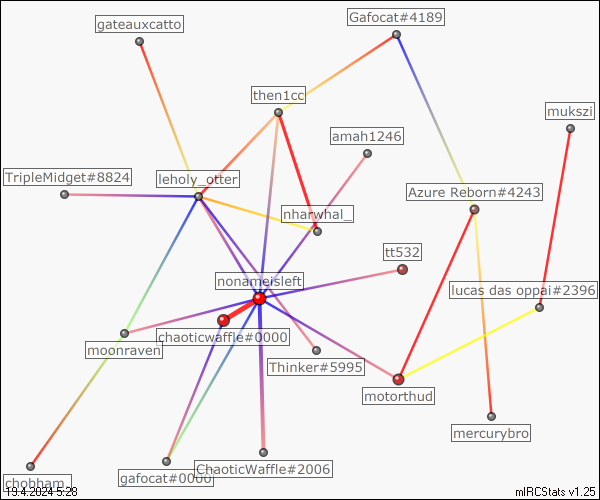 Gafocat#4189
gateauxcatto
then1cc
mukszi
amah1246
TripleMidget#8824
leholy_otter
Azure Reborn#4243
nharwhal_
tt532
nonameisleft
lucas das oppai#2396
chaoticwaffle#0000
moonraven
Thinker#5995
motorthud
mercurybro
ChaoticWaffle#2006
gafocat#0000
chobham_
19.4.2024 5:28
mIRCStats v1.25